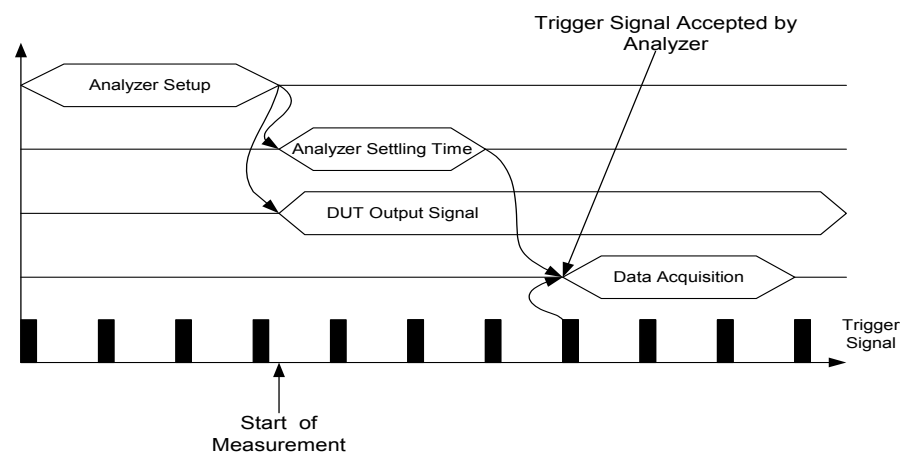 Trigger Signal Accepted by
Analyzer
Analyzer Setup
Analyzer Settling Time
DUT Output Signal
Data Acquisition
Trigger
Signal
Start of
Measurement